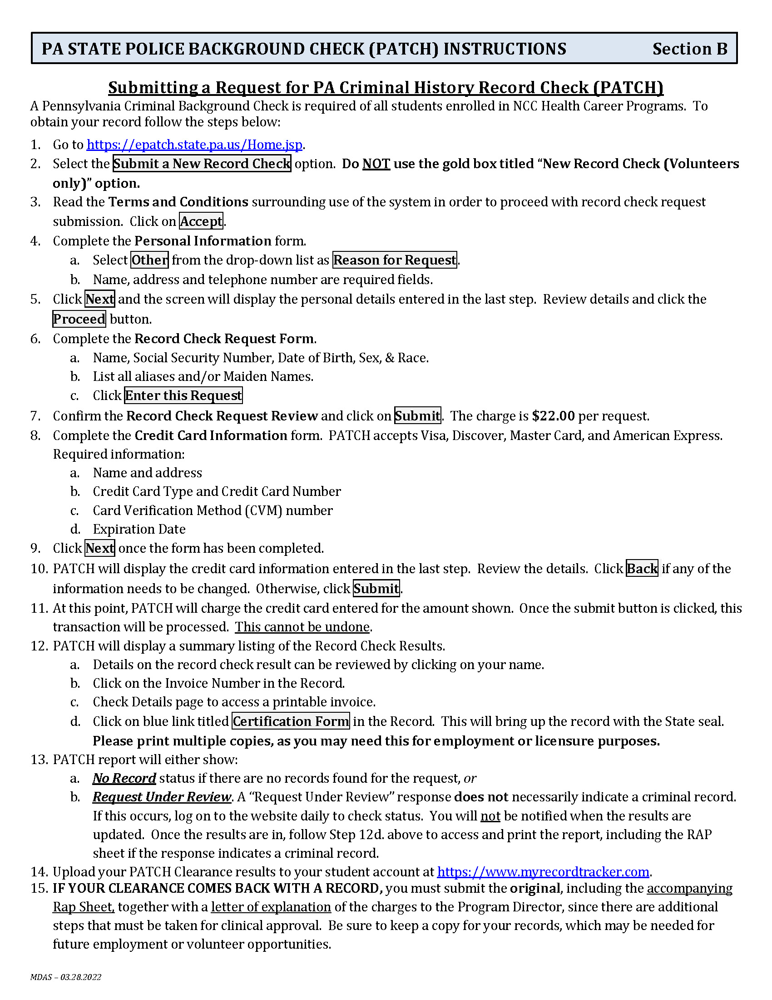 PA STATE POLICE BACKGROUND CHECK (PATCH) INSTRUCTIONS Section B
Submitting a Request for PA Criminal History Record Check (PATCH)
A Pennsylvania Criminal Background Check is required of all students enrolled in NCC Health Career Programs. To
obtain your record follow the steps below:
1. Go to https://epatch.state.pa.us/Home.jsp.
2. Select the Submit a New Record Check option. Do NOT use the gold box titled “New Record Check (Volunteers
only)” option.
3. Read the Terms and Conditions surrounding use of the system in order to proceed with record check request
submission. Click on Accept.
4. Complete the Personal Information form.
a. Select Other from the drop-down list as Reason for Request.
b. Name, address and telephone number are required fields.
5. Click Next and the screen will display the personal details entered in the last step. Review details and click the
Proceed button.
6. Complete the Record Check Request Form.
a. Name, Social Security Number, Date of Birth, Sex, & Race.
b. List all aliases and/or Maiden Names.
c. Click Enter this Request
7. Confirm the Record Check Request Review and click on Submit. The charge is $22.00 per request.
8. Complete the Credit Card Information form. PATCH accepts Visa, Discover, Master Card, and American Express.
Required information:
a. Name and address
b. Credit Card Type and Credit Card Number
c. Card Verification Method (CVM) number
d. Expiration Date
9. Click Next once the form has been completed.
10. PATCH will display the credit card information entered in the last step. Review the details. Click Back if any of the
information needs to be changed. Otherwise, click Submit.
11. At this point, PATCH will charge the credit card entered for the amount shown. Once the submit button is clicked, this
transaction will be processed. This cannot be undone.
12. PATCH will display a summary listing of the Record Check Results.
a. Details on the record check result can be reviewed by clicking on your name.
b. Click on the Invoice Number in the Record.
c. Check Details page to access a printable invoice.
d. Click on blue link titled Certification Form in the Record. This will bring up the record with the State seal.
Please print multiple copies, as you may need this for employment or licensure purposes.
13. PATCH report will either show:
a. No Record status if there are no records found for the request, or
b. Request Under Review. A “Request Under Review” response does not necessarily indicate a criminal record.
If this occurs, log on to the website daily to check status. You will not be notified when the results are
updated. Once the results are in, follow Step 12d. above to access and print the report, including the RAP
sheet if the response indicates a criminal record.
14. Upload your PATCH Clearance results to your student account at https://www.myrecordtracker.com.
15. IF YOUR CLEARANCE COMES BACK WITH A RECORD, you must submit the original, including the accompanying
Rap Sheet, together with a letter of explanation of the charges to the Program Director, since there are additional
steps that must be taken for clinical approval. Be sure to keep a copy for your records, which may be needed for
future employment or volunteer opportunities.
MDAS – 03.28.2022